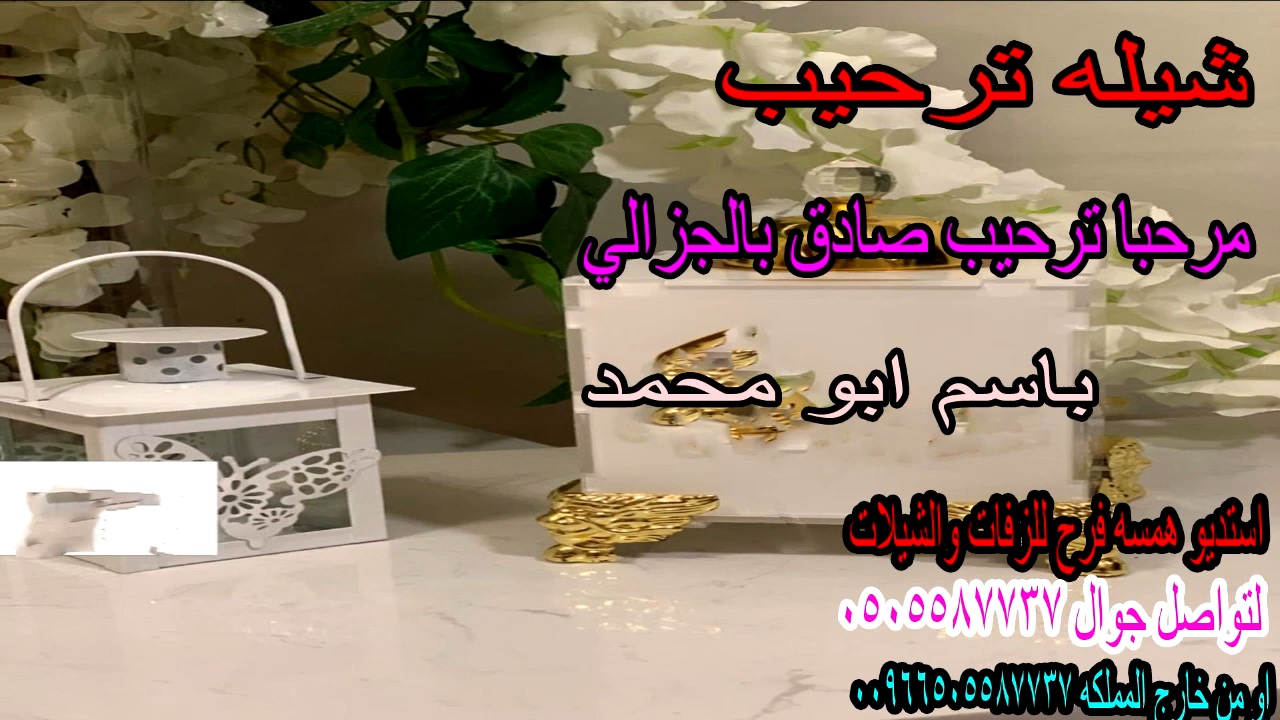 شيله ترحيب
مرحبا ترحيب صادق بالجزالي
باسم ابو محمد
استديو همسه فرح للزفات والشيلات
لتواصل جوال ٠٥٠٥٥٨٧٧٣٧
او من خارج المملكه ٠٠٩٦٦٥٠٥٥٨٧٧٣٧